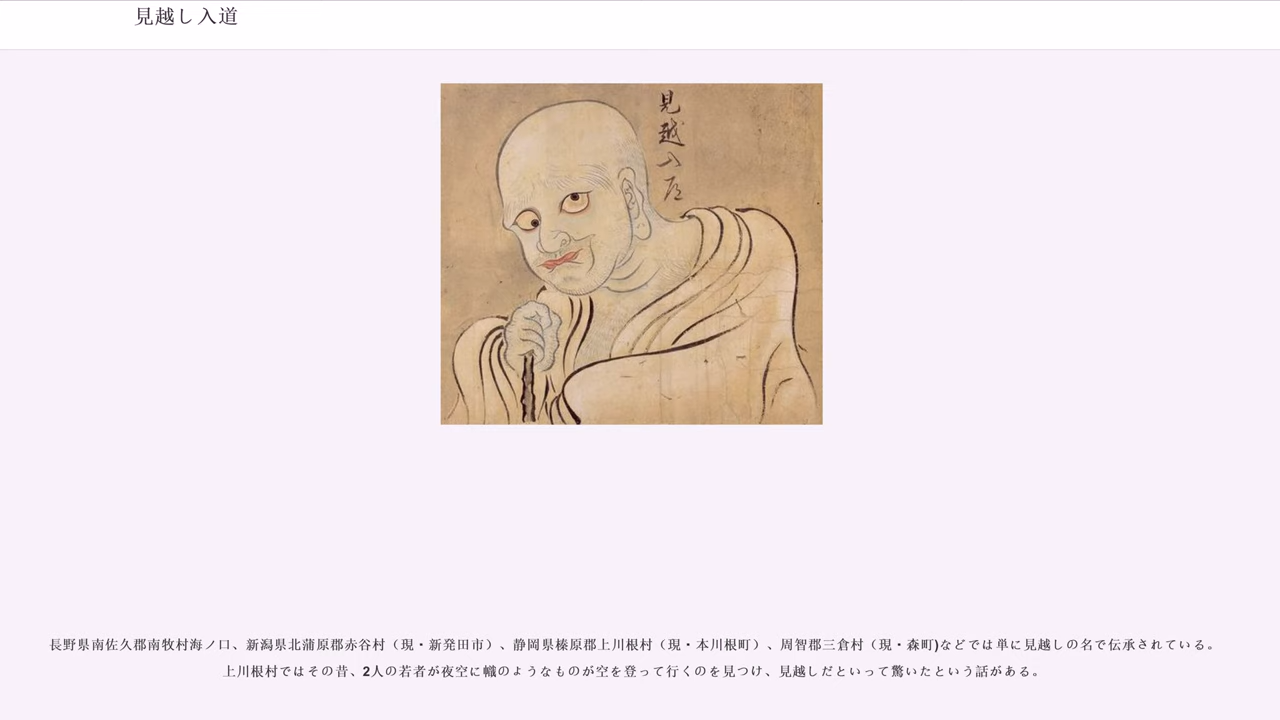 見越し入道
見越入道
長野県南佐久郡南牧村海ノ口、新潟県北蒲原郡赤谷村（現・新発田市）、静岡県榛原郡上川根村（現・本川根町）、周智郡三倉村（現・森町)などでは単に見越しの名で伝承されている。
上川根村ではその昔、2人の若者が夜空に幟のようなものが空を登って行くのを見つけ、見越しだといって驚いたという話がある。